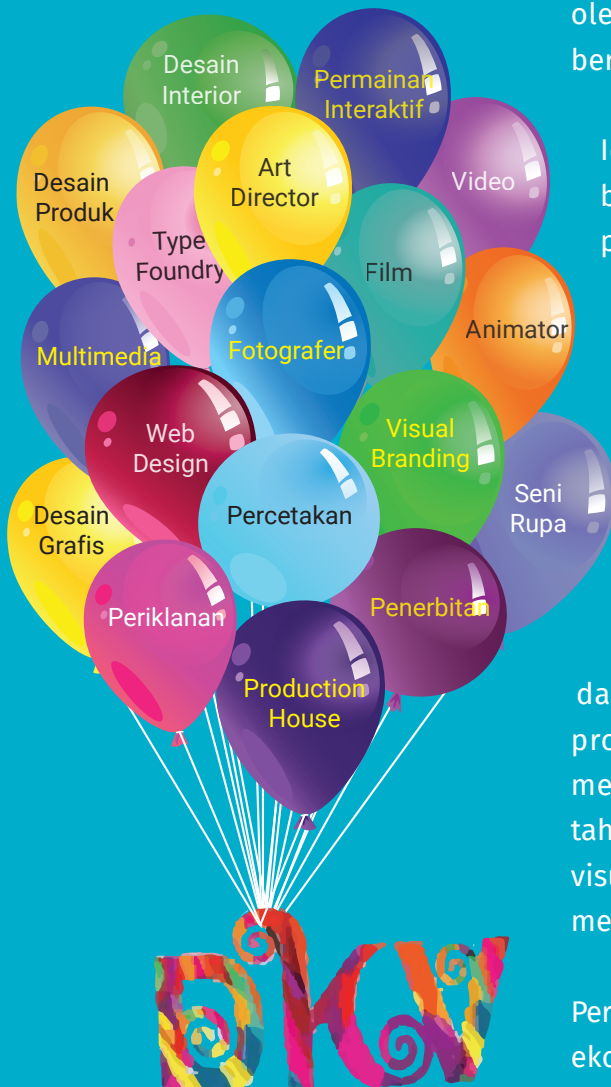 Desain
Interior
Permainan
Interaktif
Desain
Produk
Art
Director
Video
Type
Foundry
Film
Multimedia
Fotografer
Animator
Web
Design
Visual
Branding
Desain
Grafis
Percetakan
Seni
Rupa
Periklanan
Penerbitan
Production
House
DKV